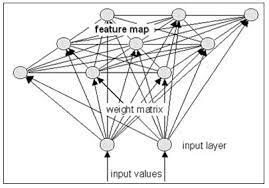 feature map
weight matrix
input layer
input values